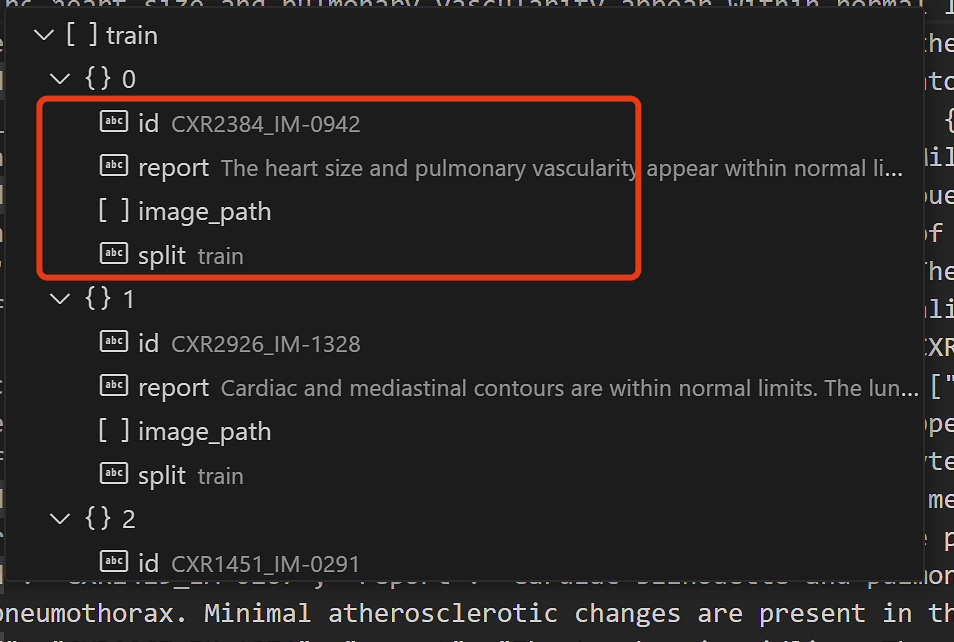 [ ] train
{} 0
abc id CXR2384_IM-0942
abc report The heart size and pulmonary vascularity appear within normal li...
[ ] image_path
abc split train
{} 1
abc id CXR2926_IM-1328
abc report Cardiac and mediastinal contours are within normal limits. The lun...
[ ] image_path
abc split train
{} 2
abc id CXR1451_IM-0291
pneumothorax. Minimal atherosclerotic changes are present in th